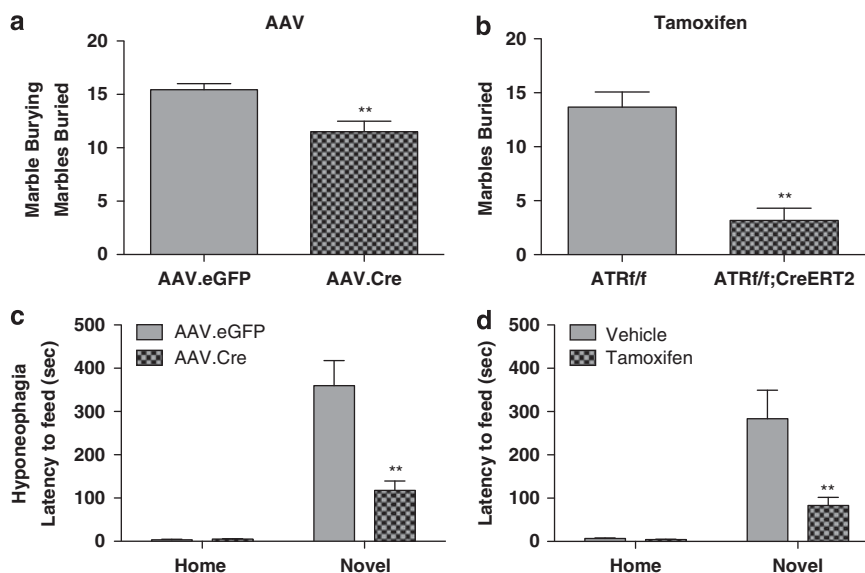 a
AAV
Marble Burying
Marbles Buried
20
15
10
5
0
**
AAV.eGFP
AAV.Cre
b
Tamoxifen
Marbles Buried
20
15
10
5
0
**
ATRf/f
ATRf/f;CreERT2
c
Hyponeophagia
Latency to feed (sec)
500
400
300
200
100
0
AAV.eGFP
AAV.Cre
**
Home
Novel
d
Latency to feed (sec)
500
400
300
200
100
0
Vehicle
Tamoxifen
**
Home
Novel